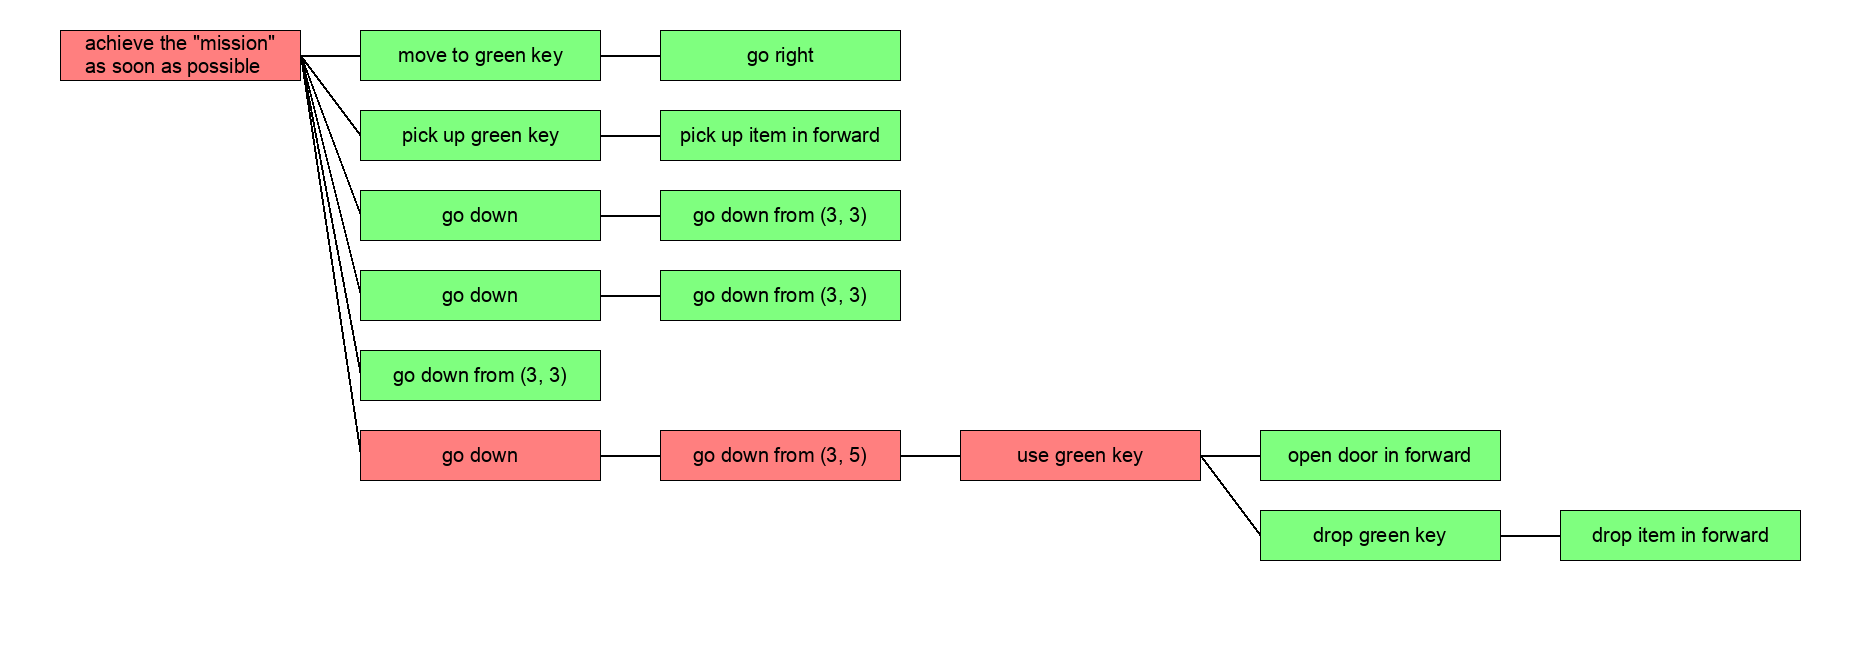 achieve the "mission"
as soon as possible
move to green key
go right
pick up green key
pick up item in forward
go down
go down from (3, 3)
go down
go down from (3, 3)
go down from (3, 3)
go down
go down from (3, 5)
use green key
open door in forward
drop green key
drop item in forward